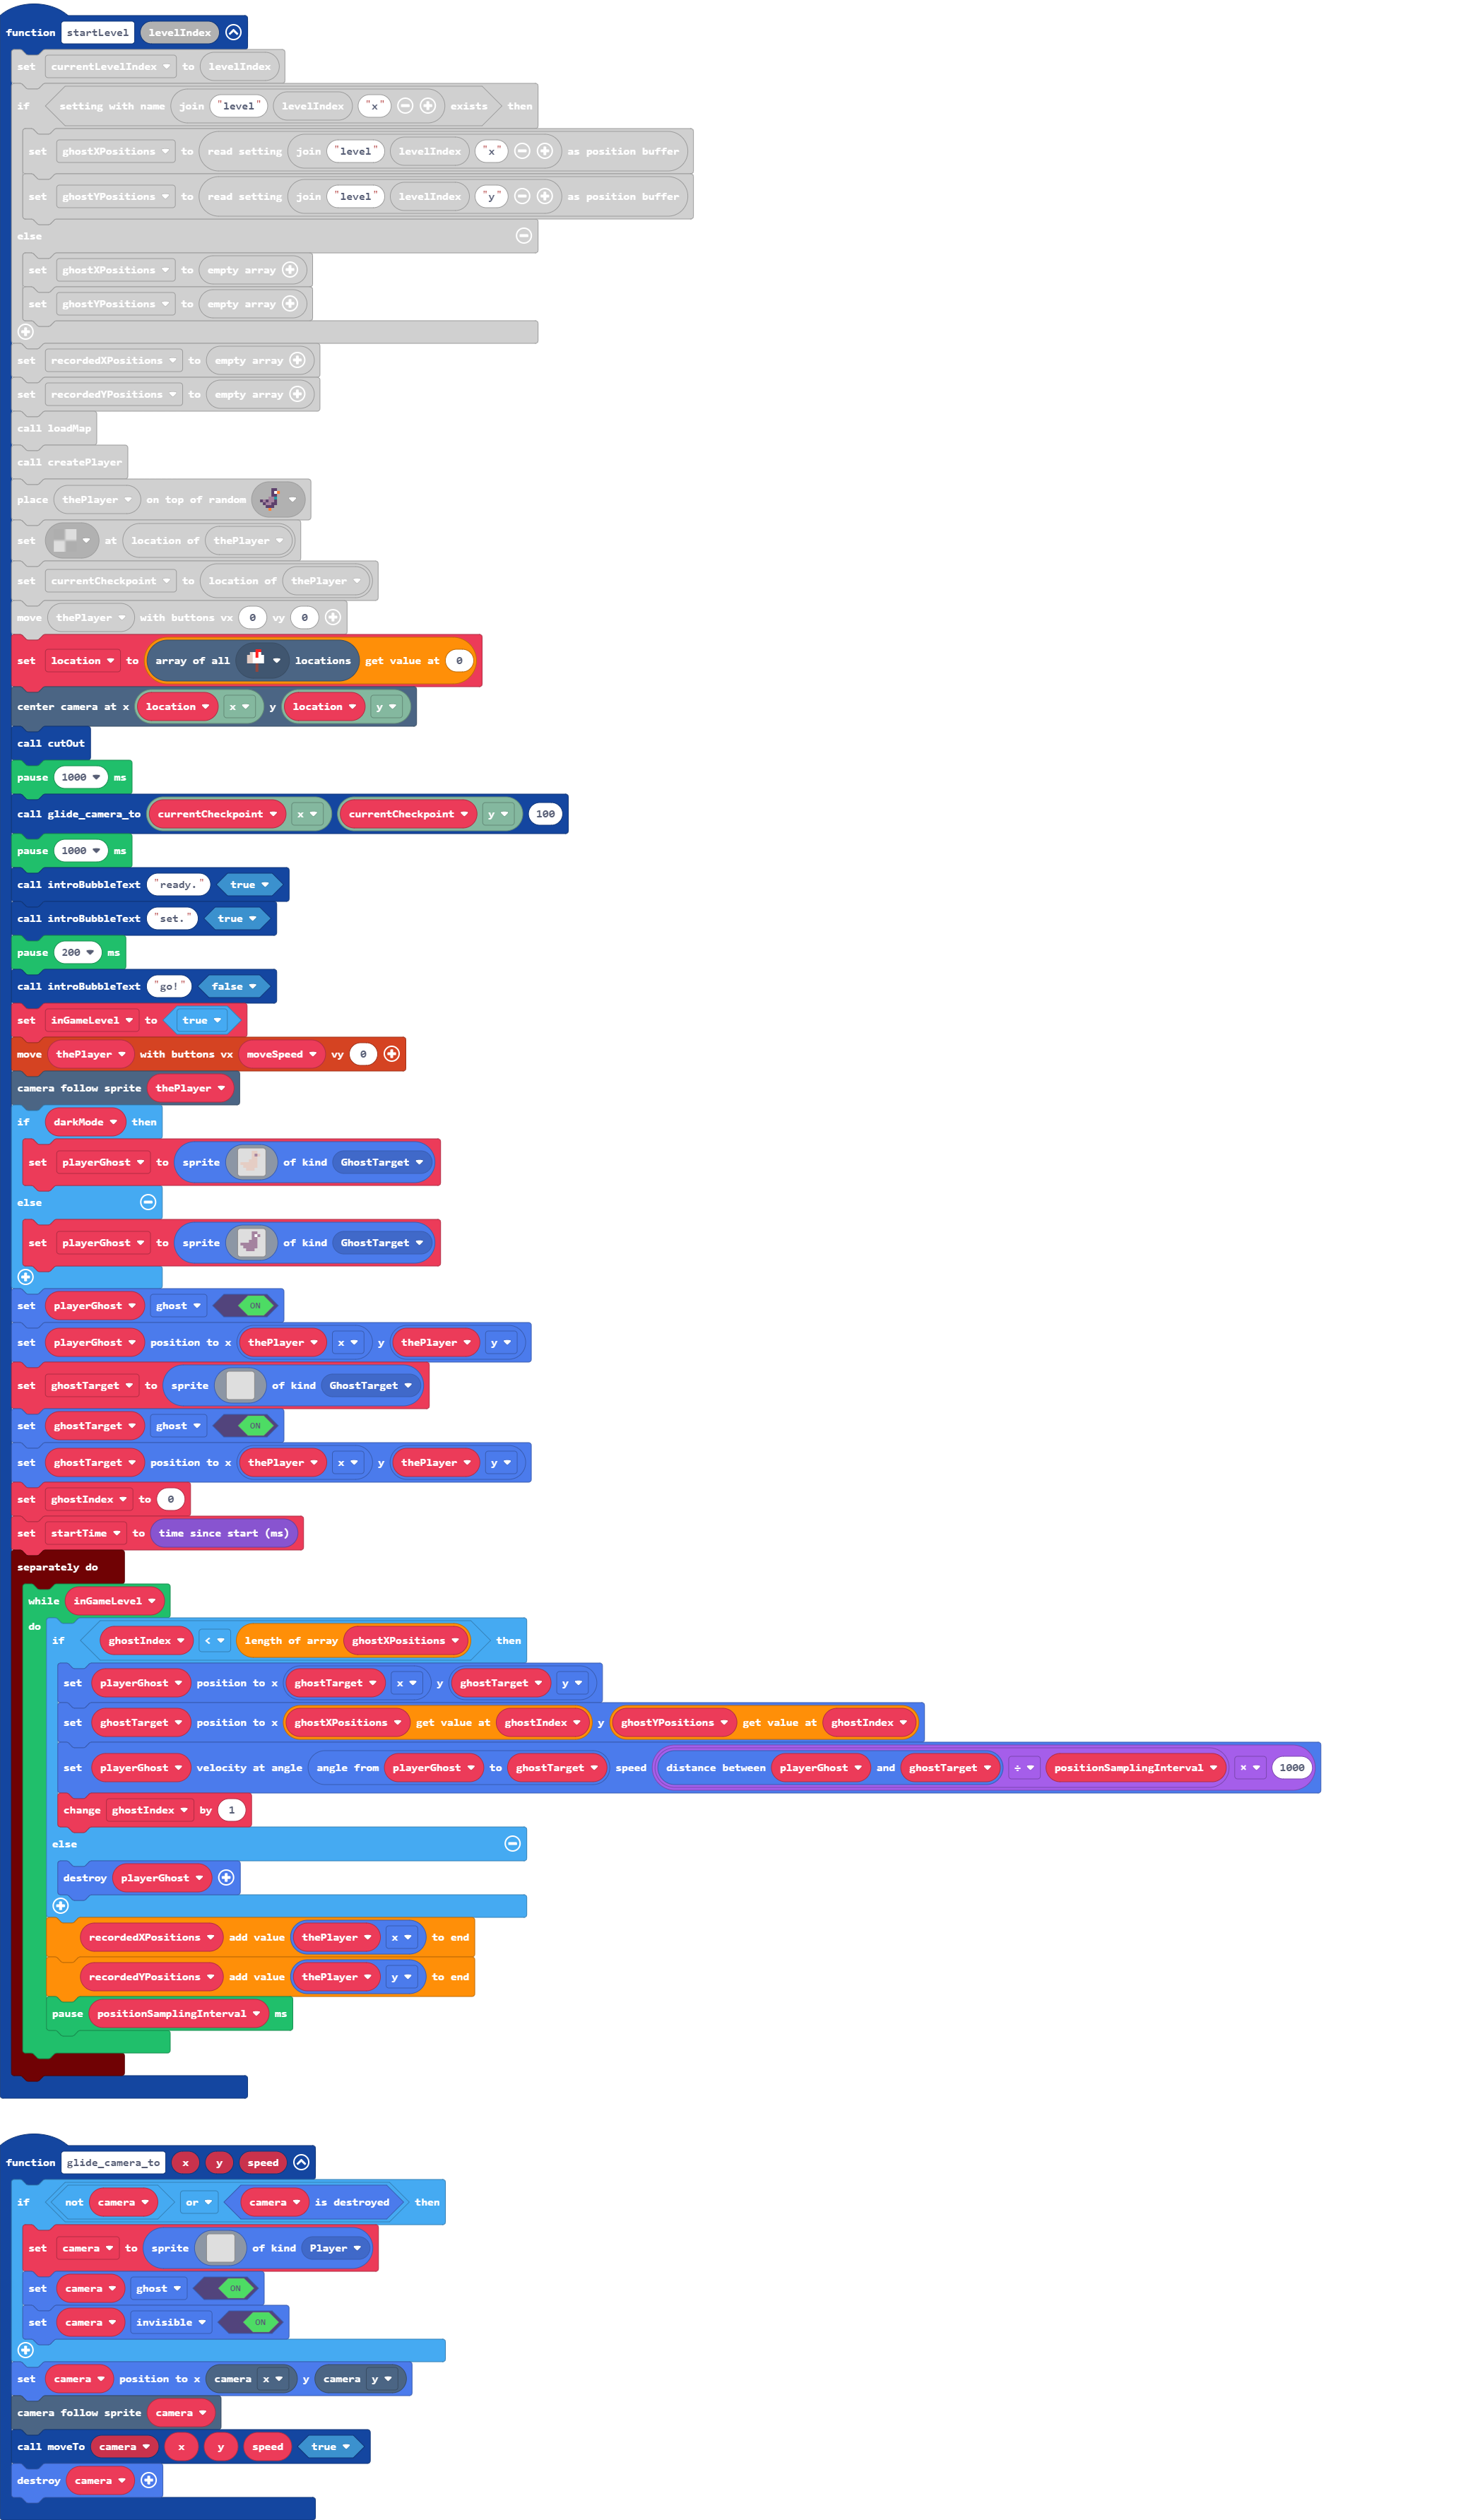 function startLevel levelIndex
set currentLevelIndex to levelIndex
if setting with name join "level" levelIndex "x" exists then
set ghostXPositions to read setting join "level" levelIndex "x" as position buffer
set ghostYPositions to read setting join "level" levelIndex "y" as position buffer
else
set ghostXPositions to empty array
set ghostYPositions to empty array
set recordedXPositions to empty array
set recordedYPositions to empty array
call loadMap
call createPlayer
place thePlayer on top of random
set at location of thePlayer
set currentCheckpoint to location of thePlayer
move thePlayer with buttons vx 0 vy 0
set location to array of all locations get value at 0
center camera at x location x y location y
call cutOut
pause 1000 ms
call glide_camera_to currentCheckpoint x currentCheckpoint y 100
pause 1000 ms
call introBubbleText "ready." true
call introBubbleText "set." true
pause 200 ms
call introBubbleText "go!" false
set inGameLevel to true
move thePlayer with buttons vx moveSpeed vy 0
camera follow sprite thePlayer
if darkMode then
set playerGhost to sprite of kind GhostTarget
else
set playerGhost to sprite of kind GhostTarget
set playerGhost ghost ON
set playerGhost position to x thePlayer x y thePlayer y
set ghostTarget to sprite of kind GhostTarget
set ghostTarget ghost ON
set ghostTarget position to x thePlayer x y thePlayer y
set ghostIndex to 0
set startTime to time since start (ms)
separately do
while inGameLevel
do
if ghostIndex < length of array ghostXPositions then
set playerGhost position to x ghostTarget x y ghostTarget y
set ghostTarget position to x ghostXPositions get value at ghostIndex y ghostYPositions get value at ghostIndex
set playerGhost velocity at angle angle from playerGhost to ghostTarget speed distance between playerGhost and ghostTarget ÷ positionSamplingInterval × 1000
change ghostIndex by 1
else
destroy playerGhost
recordedXPositions add value thePlayer x to end
recordedYPositions add value thePlayer y to end
pause positionSamplingInterval ms
function glide_camera_to x y speed
if not camera or camera is destroyed then
set camera to sprite of kind Player
set camera ghost ON
set camera invisible ON
set camera position to x camera x y camera y
camera follow sprite camera
call moveTo camera x y speed true
destroy camera